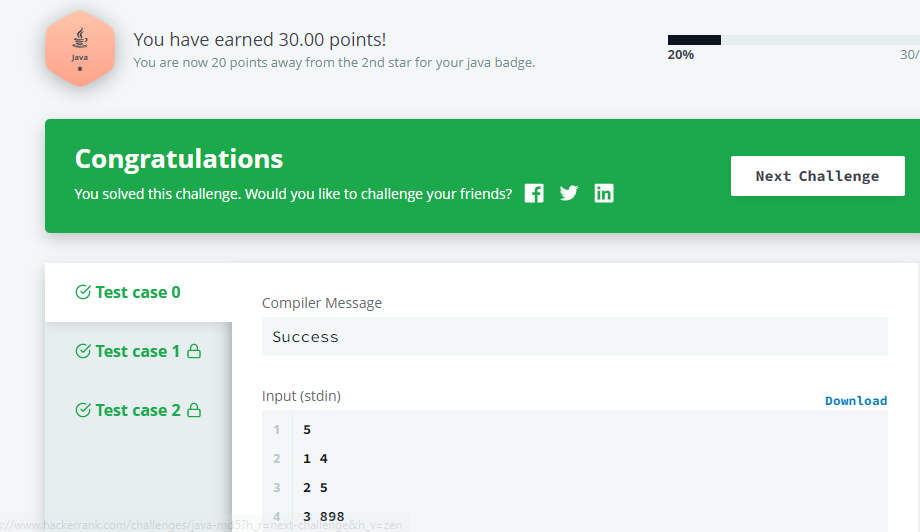 You have earned 30.00 points!
You are now 20 points away from the 2nd star for your java badge.
Java
20%
30/
Congratulations
You solved this challenge. Would you like to challenge your friends?
Next Challenge
Test case 0
Test case 1
Test case 2
Compiler Message
Success
Input (stdin)
Download
1 5
2 1 4
3 2 5
4 3 898
s://www.hackerrank.com/challenges/java-md5?h_r=next-challenge&h_v=zen